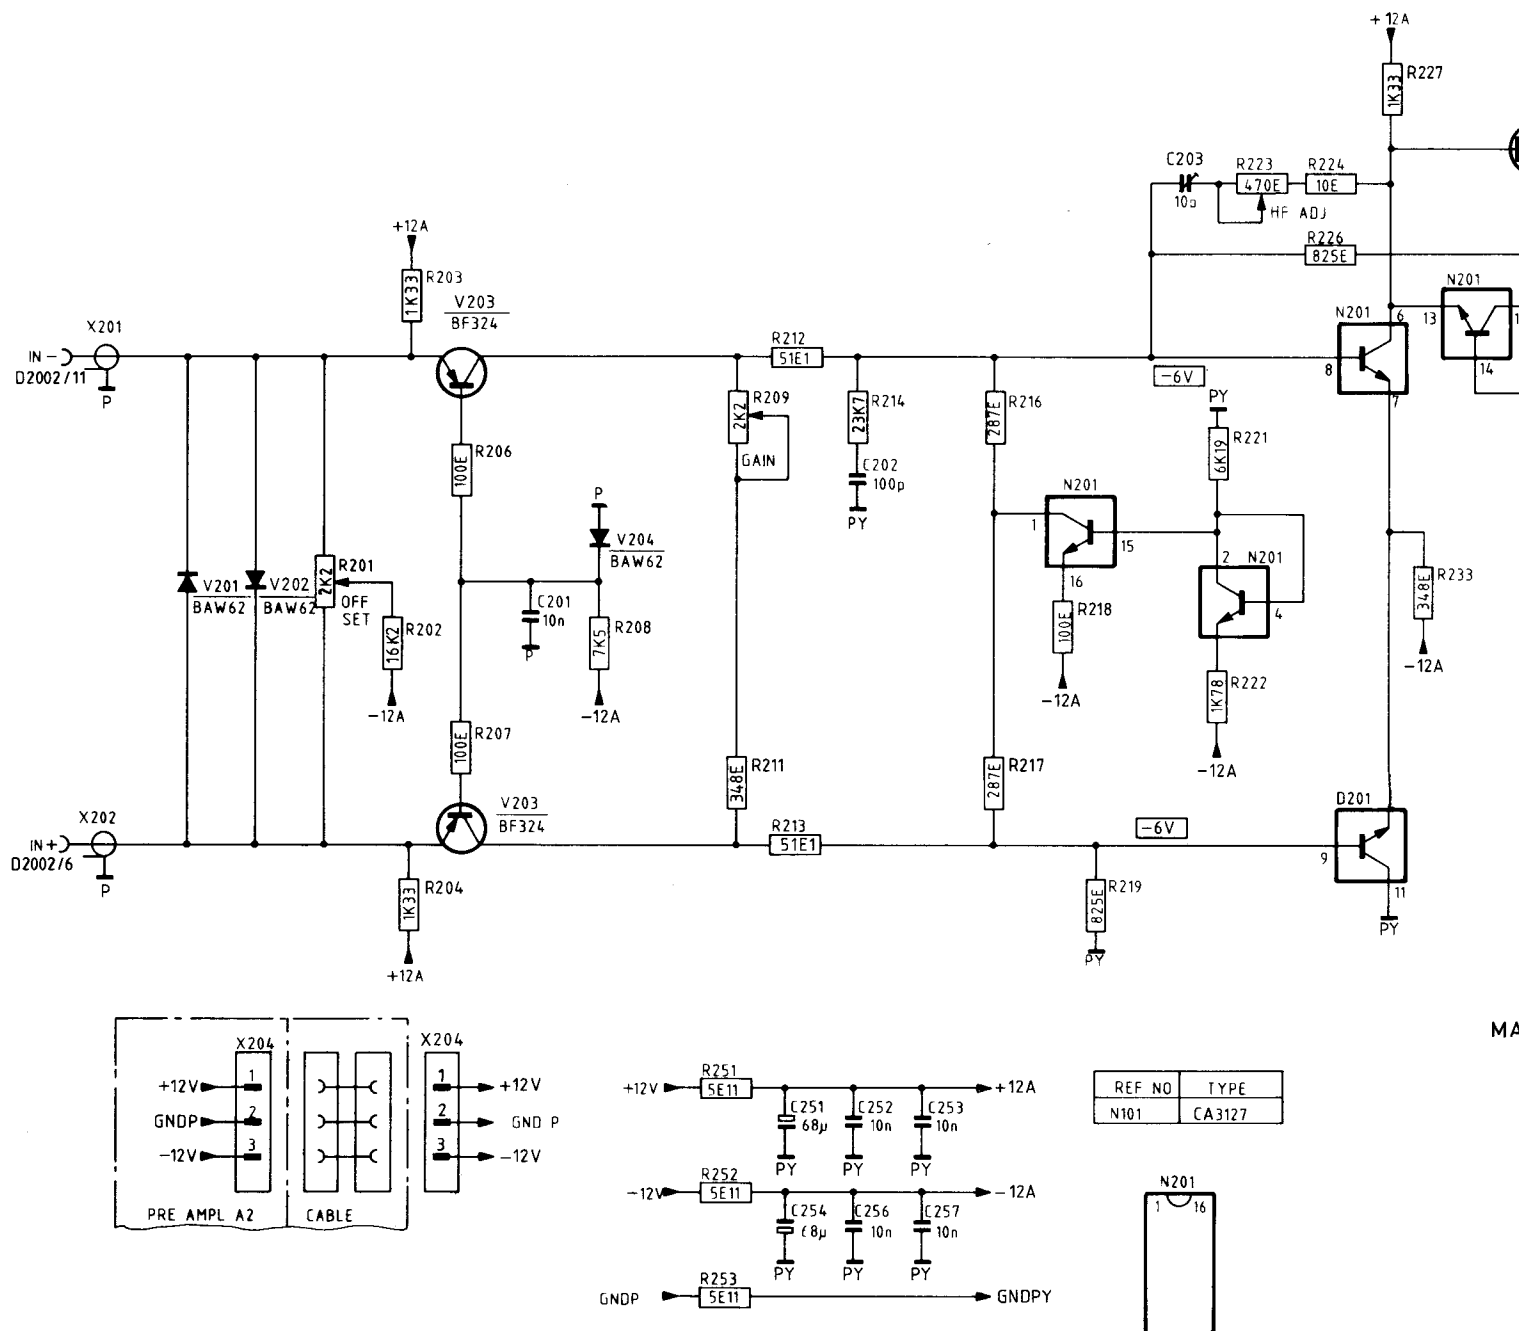 +12A
R227
1K33
C203
10p
R223
470E
R224
10E
HF ADJ
R226
825E
+12A
R203
1K33
V203
BF324
N201
13
14
N201
6
8
7
X201
IN -
D2002/11
P
R212
51E1
-6V
R209
2K2
GAIN
R214
23K7
C202
100p
PY
R216
287E
PY
R221
6K19
R206
100E
N201
1
15
16
P
V204
BAW62
2
N201
4
R233
348E
-12A
V201
BAW62
V202
BAW62
R201
2K2
OFF
SET
R202
16K2
-12A
C201
10n
P
R208
7K5
-12A
R218
100E
-12A
R222
1K78
-12A
R207
100E
R211
348E
R217
287E
V203
BF324
X202
IN+
D2002/6
P
R213
51E1
-6V
D201
9
11
PY
R204
1K33
+12A
R219
825E
PY
MA
X204
1
2
3
+12V
GNDP
-12V
PRE AMPL A2
CABLE
X204
1
2
3
+12V
GND P
-12V
+12V
R251
5E11
+12A
C251
68µ
C252
10n
C253
10n
PY
PY
PY
-12V
R252
5E11
-12A
C254
68µ
C256
10n
C257
10n
PY
PY
PY
GNDP
R253
5E11
GNDPY
REF NO TYPE
N101 CA3127
N201
1 16